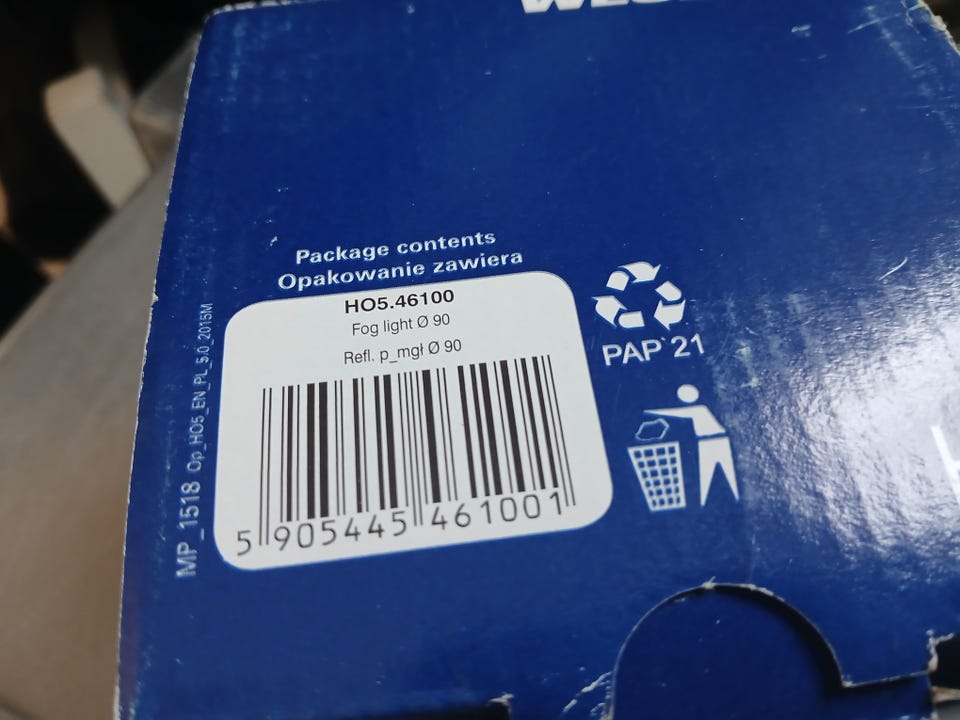 Package contents
Opakowanie zawiera
HO5.46100
Fog light Ø 90
Refl. p_mgł Ø 90
5 905445 461001
PAP 21
MP_1518 Op_HO5_EN_PL_5.0_2015M